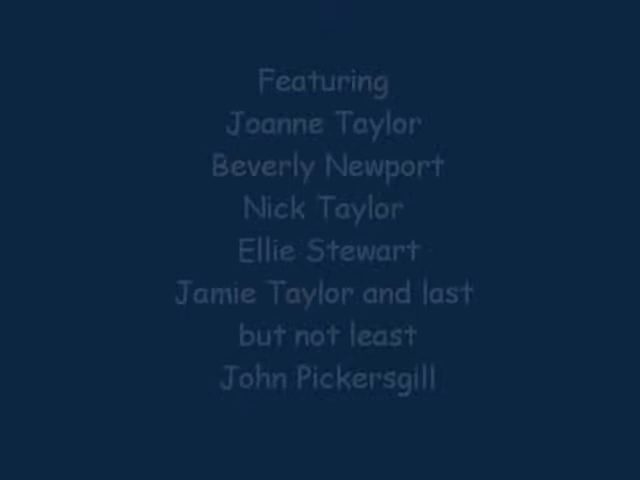 Featuring
Joanne Taylor
Beverly Newport
Nick Taylor
Ellie Stewart
Jamie Taylor and last
but not least
John Pickersgill